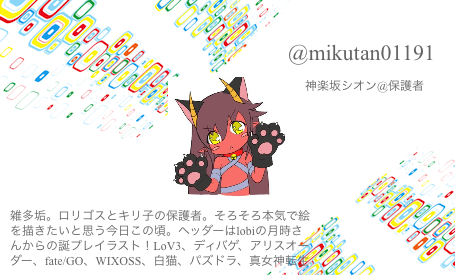 @mikutan01191
神楽坂シオン@保護者
雑多垢。ロリゴスとキリ子の保護者。そろそろ本気で絵
を描きたいと思う今日この頃。ヘッダーはlobiの月時さ
んからの誕プレイラスト！LoV3、ディバゲ、アリスオー
ダー、fate/GO、WIXOSS、白猫、パズドラ、真女神転生